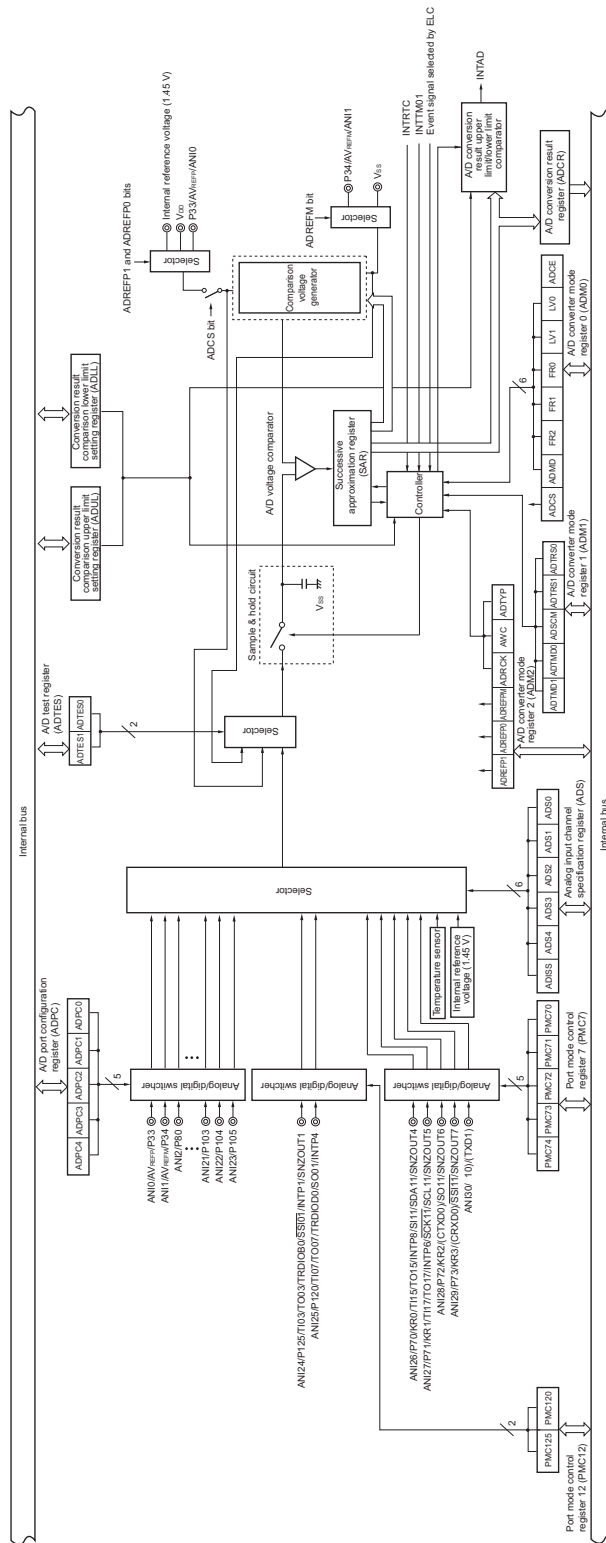 Internal bus
A/D port configuration
register (ADPC)
ADPC4
ADPC3
ADPC2
ADPC1
ADPC0
5
A/D test register
(ADTES)
ADTES1
ADTES0
2
Conversion result
comparison upper limit
setting register (ADUL)
Conversion result
comparison lower limit
setting register (ADLL)
ADREFP1 and ADREFP0 bits
Selector
Internal reference voltage (1.45 V)
VDD
P33/AVREFP/ANI0
ADCS bit
ANI0/AVREFP/P33
ANI1/AVREFM/P34
ANI2/P80
ANI21/P103
ANI22/P104
ANI23/P105
Analog/digital switcher
ANI24/P125/TI03/TO03/TRDIOB0/SSI01/INTP1/SNZOUT1
ANI25/P120/TI07/TO07/TRDIOD0/SO01/INTP4
Analog/digital switcher
ANI26/P70/KR0/TI15/TO15/INTP8/SI11/SDA11/SNZOUT4
ANI27/P71/KR1/TI17/TO17/INTP6/SCK11/SCL11/SNZOUT5
ANI28/P72/KR2/(CTXD0)/SO11/SNZOUT6
ANI29/P73/KR3/(CRXD0)/SSI11/SNZOUT7
ANI30/ 10)/(TXD1)
Analog/digital switcher
Selector
Temperature sensor
Internal reference
voltage (1.45 V)
Selector
Sample & hold circuit
VSS
A/D voltage comparator
Comparison
voltage
generator
ADREFM bit
Selector
P34/AVREFM/ANI1
VSS
Successive
approximation register
(SAR)
Controller
INTRTC
INTTM01
Event signal selected by ELC
A/D conversion
result upper
limit/lower limit
comparator
INTAD
A/D conversion result
register (ADCR)
2
PMC125
PMC120
Port mode control
register 12 (PMC12)
5
PMC74
PMC73
PMC72
PMC71
PMC70
Port mode control
register 7 (PMC7)
6
ADISS
ADS4
ADS3
ADS2
ADS1
ADS0
Analog input channel
specification register (ADS)
ADREFP1
ADREFP0
ADREFPM
ADRCK
AWC
ADTYP
A/D converter mode
register 2 (ADM2)
ADTMD1
ADTMD0
ADSCM
ADTRS1
ADTRS0
A/D converter mode
register 1 (ADM1)
6
ADCS
ADMD
FR2
FR1
FR0
LV1
LV0
ADCE
A/D converter mode
register 0 (ADM0)
Internal bus